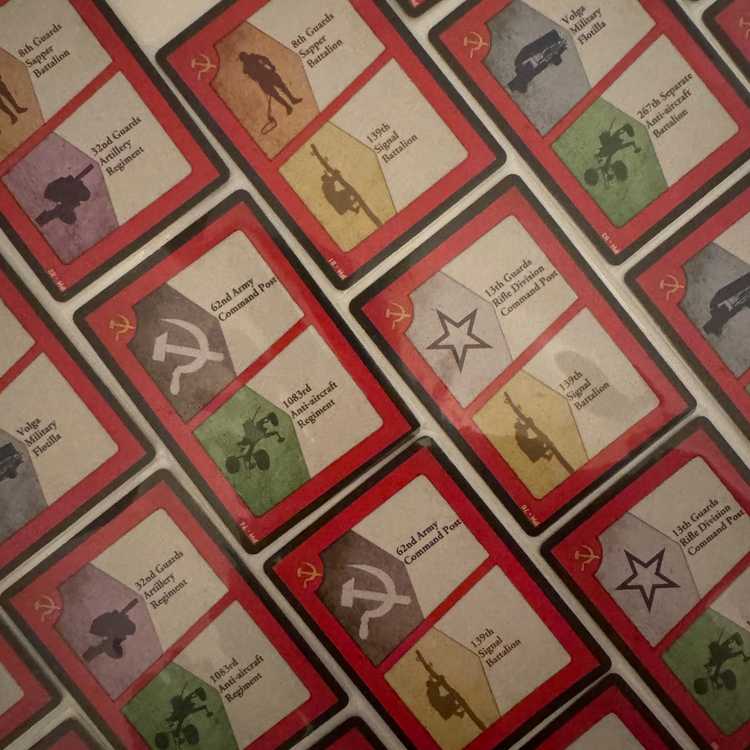 8th Guards
Sapper
Battalion
32nd Guards
Artillery
Regiment
8th Guards
Sapper
Battalion
139th
Signal
Battalion
Volga
Military
Flotilla
267th Separate
Anti-aircraft
Battalion
62nd Army
Command Post
1083rd
Anti-aircraft
Regiment
13th Guards
Rifle Division
Command Post
139th
Signal
Battalion
Volga
Military
Flotilla
32nd Guards
Artillery
Regiment
1083rd
Anti-aircraft
Regiment
62nd Army
Command Post
139th
Signal
Battalion
13th Guards
Rifle Division
Command Post